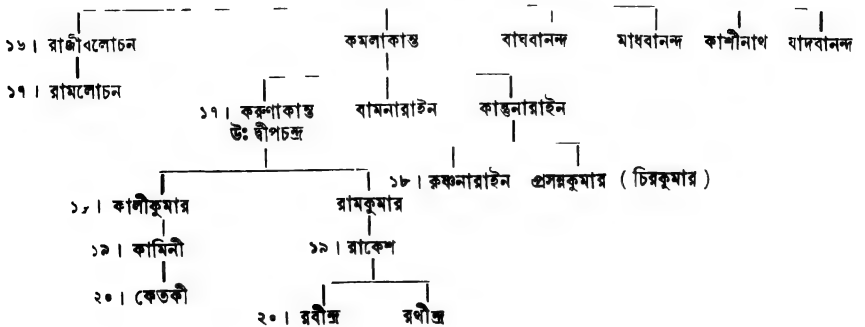 ১৬। রাজীবলোচন কমলাকান্ত রাঘবানন্দ মাধবানন্দ কাশীনাথ যাদবানন্দ
১৭। রামলোচন
১৭। করুণাকান্ত রামনারাইন কান্তনারাইন
উঃ দ্বীপচন্দ্র
১৮। কৃষ্ণনারাইন প্রসন্নকুমার ( চিরকুমার )
১৮। কালীকুমার রামকুমার
১৯। কামিনী ১৯। রাকেশ
২০। কেতকী
২০। রবীন্দ্র রথীন্দ্র